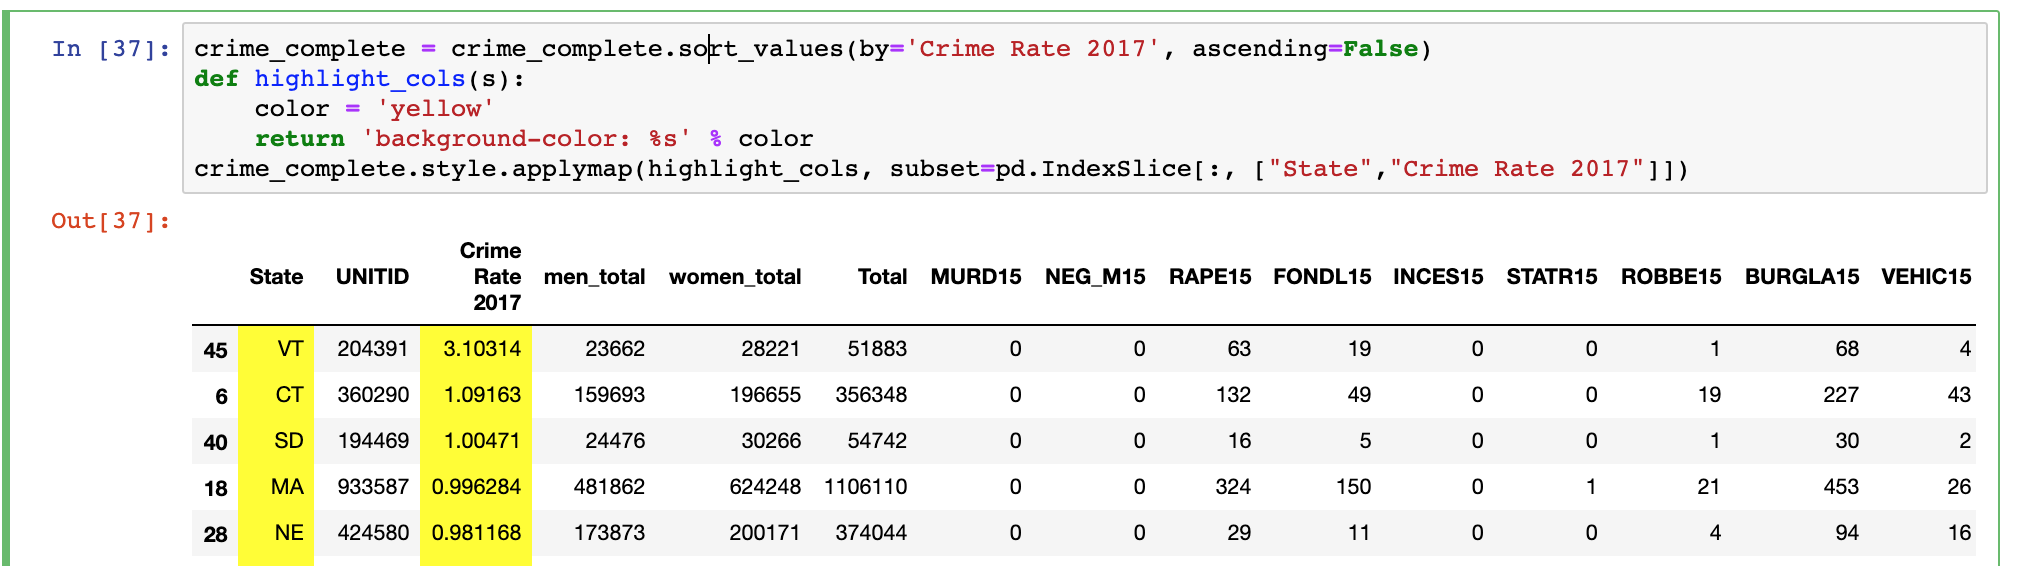 In [37]: crime_complete = crime_complete.sort_values(by='Crime Rate 2017', ascending=False)
def highlight_cols(s):
    color = 'yellow'
    return 'background-color: %s' % color
crime_complete.style.applymap(highlight_cols, subset=pd.IndexSlice[:, ["State","Crime Rate 2017"]])
Out[37]:
State UNITID Crime Rate 2017 men_total women_total Total MURD15 NEG_M15 RAPE15 FONDL15 INCES15 STATR15 ROBBE15 BURGLA15 VEHIC15
45 VT 204391 3.10314 23662 28221 51883 0 0 63 19 0 0 1 68 4
6 CT 360290 1.09163 159693 196655 356348 0 0 132 49 0 0 19 227 43
40 SD 194469 1.00471 24476 30266 54742 0 0 16 5 0 0 1 30 2
18 MA 933587 0.996284 481862 624248 1106110 0 0 324 150 0 1 21 453 26
28 NE 424580 0.981168 173873 200171 374044 0 0 29 11 0 0 4 94 16